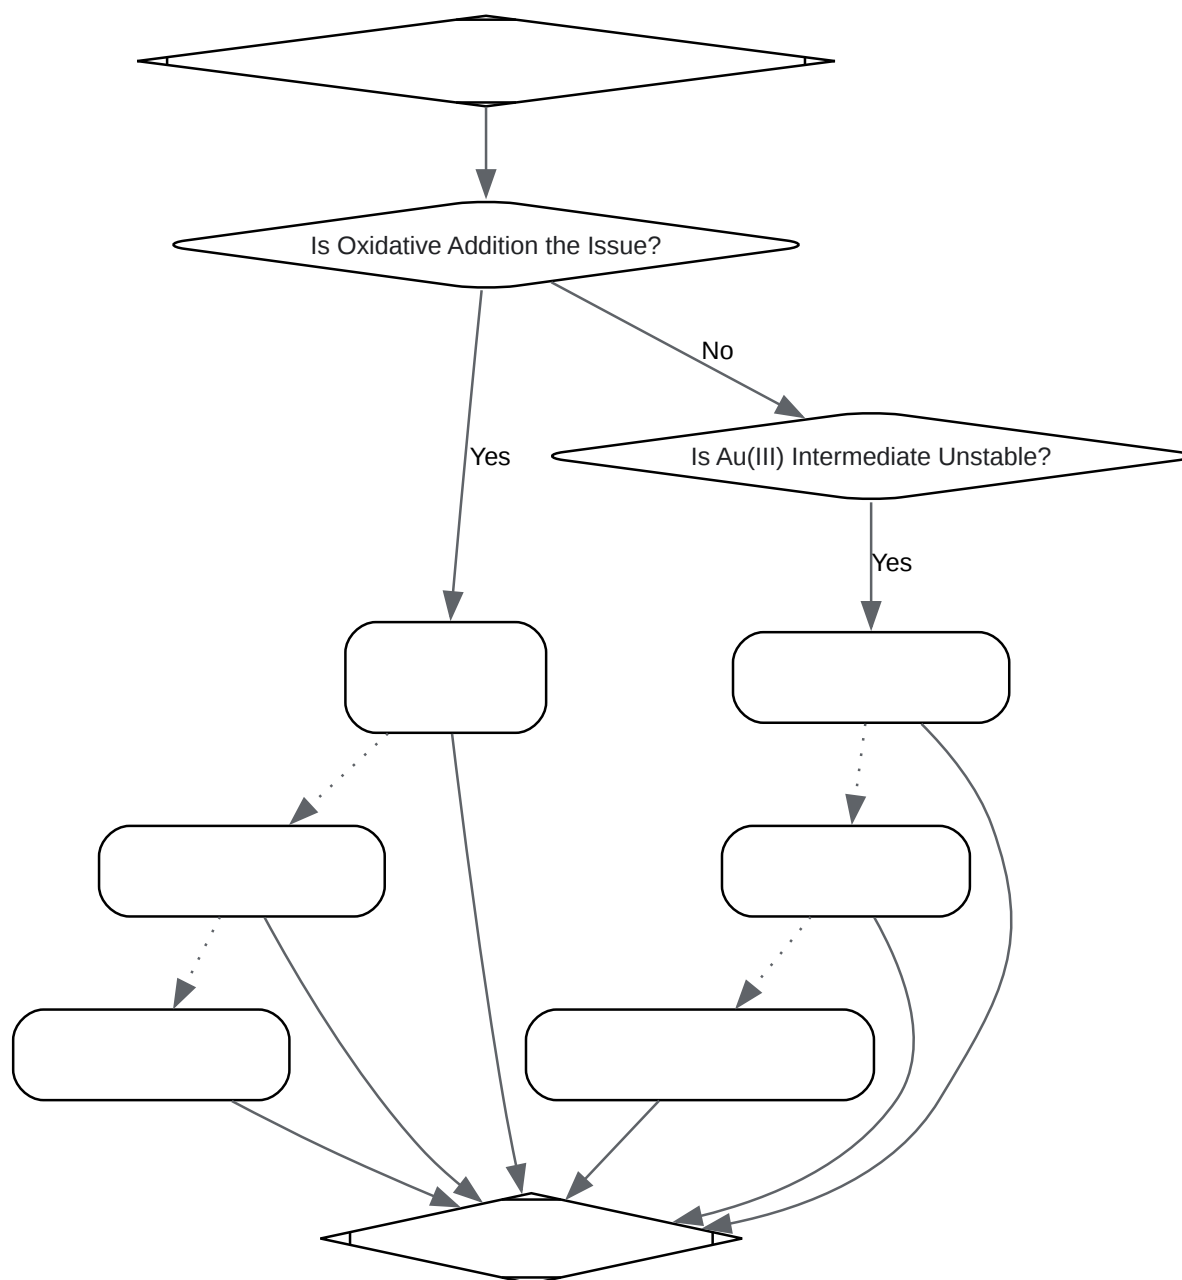 Is Oxidative Addition the Issue?
No
Yes
Is Au(III) Intermediate Unstable?
Yes